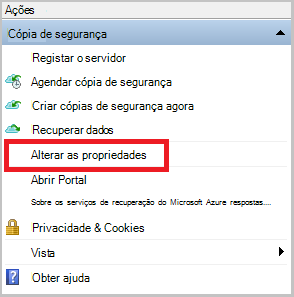 Ações
Cópia de segurança
Registar o servidor
Agendar cópia de segurança
Criar cópias de segurança agora
Recuperar dados
Alterar as propriedades
Abrir Portal
Sobre os serviços de recuperação do Microsoft Azure respostas....
Privacidade & Cookies
Vista
Obter ajuda